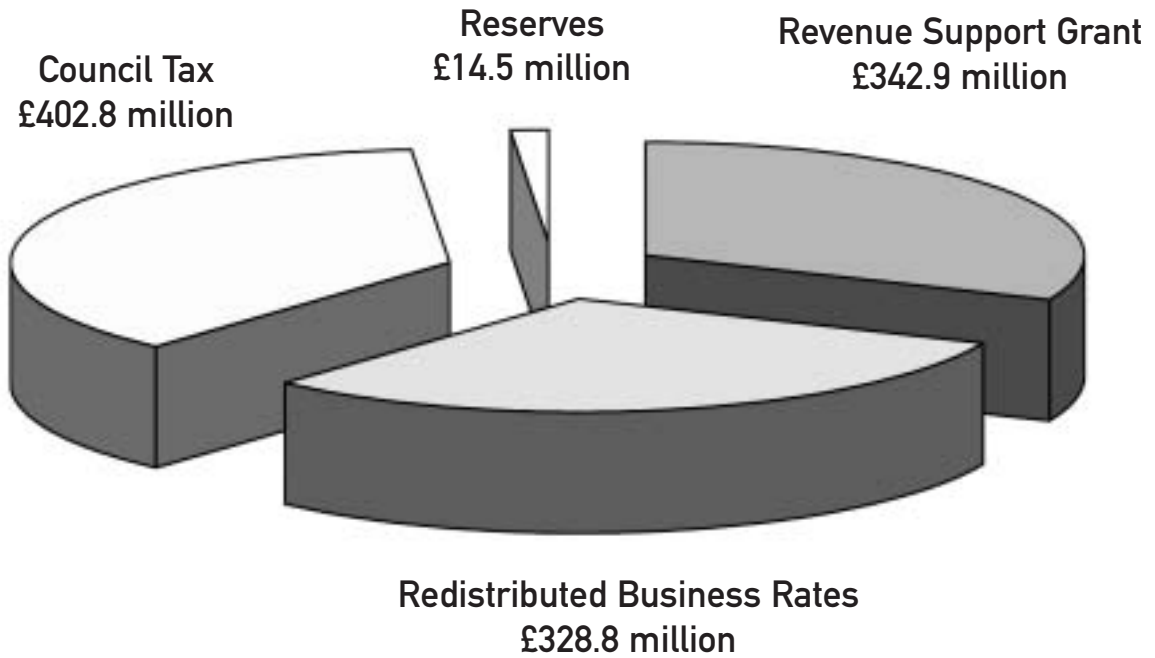 Reserves
£14.5 million
Revenue Support Grant
£342.9 million
Council Tax
£402.8 million
Redistributed Business Rates
£328.8 million